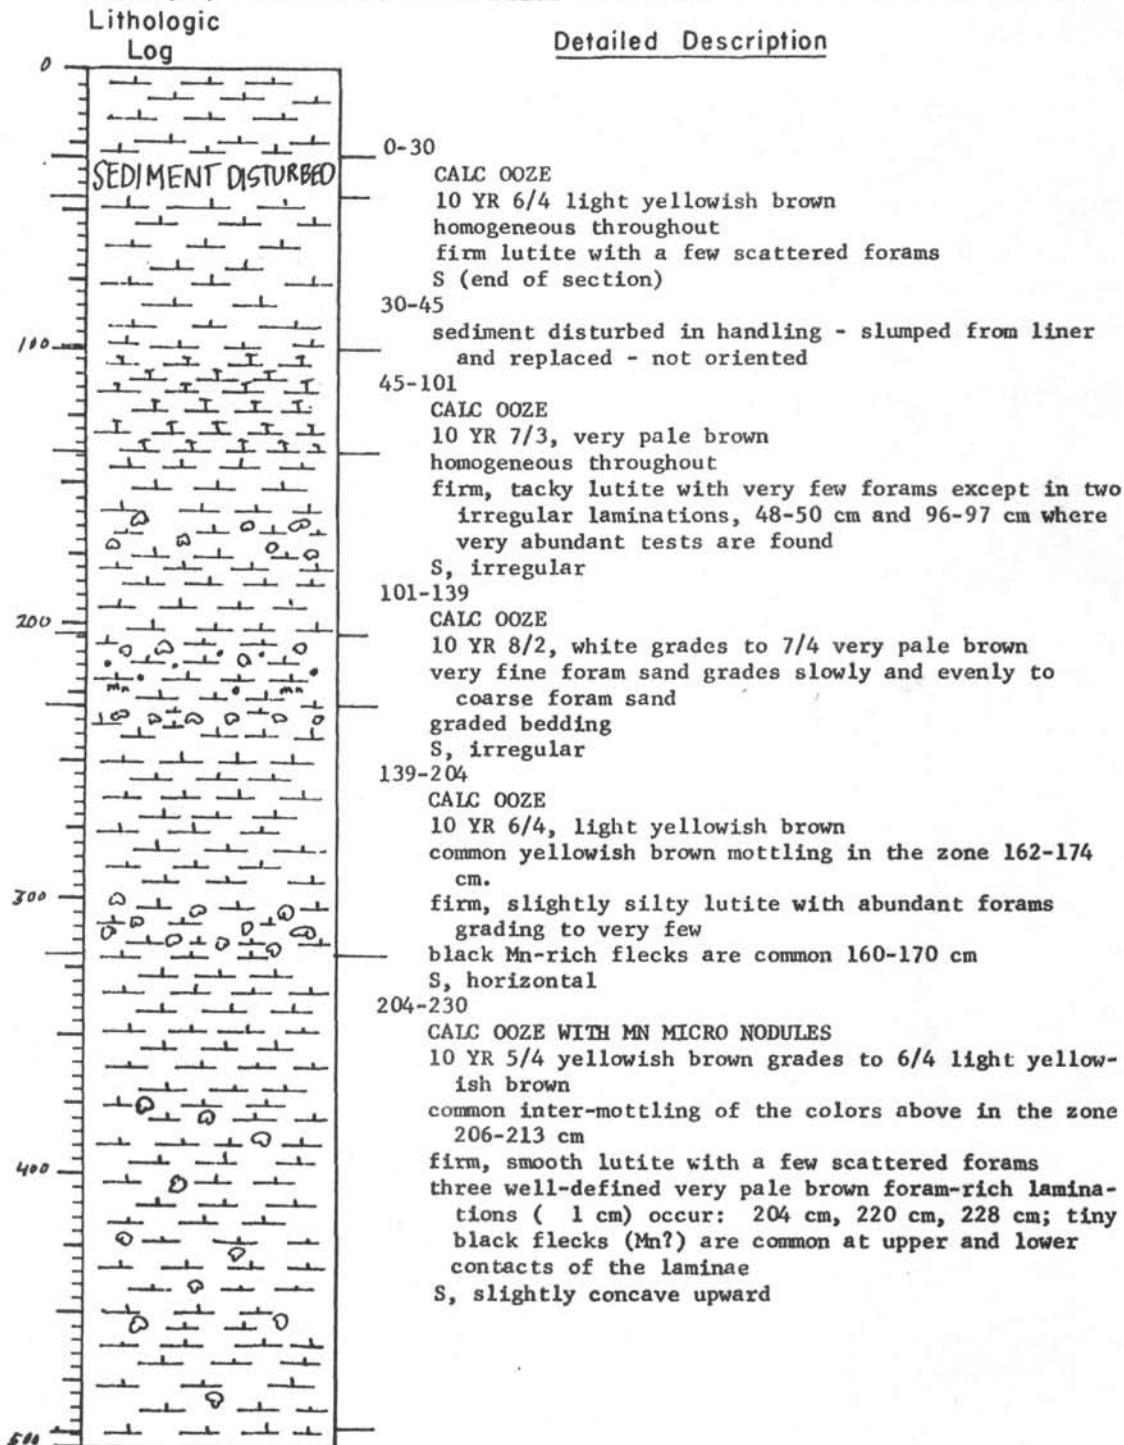 Lithologic
Log
Detailed Description
0
SEDIMENT DISTURBED
100
200
300
400
500
0-30
CALC OOZE
10 YR 6/4 light yellowish brown
homogeneous throughout
firm lutite with a few scattered forams
S (end of section)
30-45
sediment disturbed in handling - slumped from liner
and replaced - not oriented
45-101
CALC OOZE
10 YR 7/3, very pale brown
homogeneous throughout
firm, tacky lutite with very few forams except in two
irregular laminations, 48-50 cm and 96-97 cm where
very abundant tests are found
S, irregular
101-139
CALC OOZE
10 YR 8/2, white grades to 7/4 very pale brown
very fine foram sand grades slowly and evenly to
coarse foram sand
graded bedding
S, irregular
139-204
CALC OOZE
10 YR 6/4, light yellowish brown
common yellowish brown mottling in the zone 162-174
cm.
firm, slightly silty lutite with abundant forams
grading to very few
black Mn-rich flecks are common 160-170 cm
S, horizontal
204-230
CALC OOZE WITH MN MICRO NODULES
10 YR 5/4 yellowish brown grades to 6/4 light yellow-
ish brown
common inter-mottling of the colors above in the zone
206-213 cm
firm, smooth lutite with a few scattered forams
three well-defined very pale brown foram-rich lamina-
tions ( 1 cm) occur: 204 cm, 220 cm, 228 cm; tiny
black flecks (Mn?) are common at upper and lower
contacts of the laminae
S, slightly concave upward
mn mn